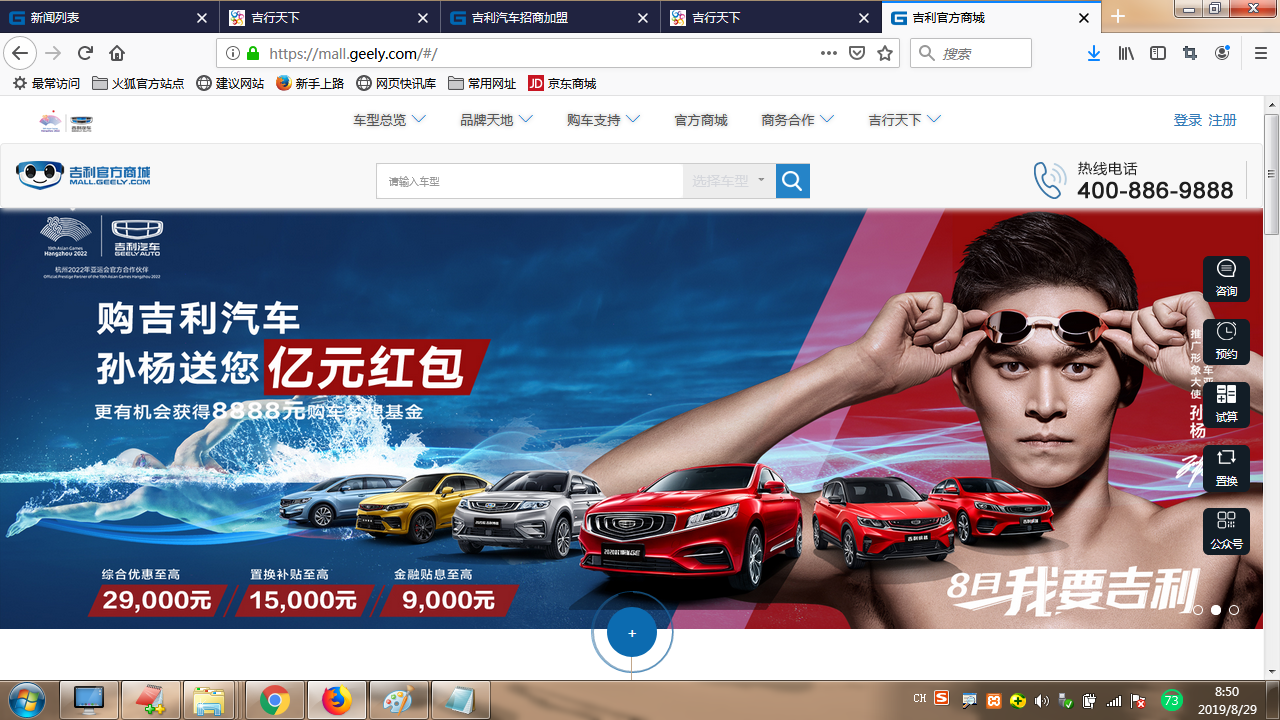 新闻列表
吉行天下
吉利汽车招商加盟
吉行天下
吉利官方商城
https://mall.geely.com/#/
搜索
最常访问
火狐官方站点
建议网站
新手上路
网页快讯库
常用网址
JD 京东商城
车型总览
品牌天地
购车支持
官方商城
商务合作
吉行天下
登录 注册
吉利官方商城
MALL.GEELY.COM
请输入车型
选择车型
热线电话
400-886-9888
19th Asian Games
Hangzhou 2022
吉利汽车
GEELY AUTO
杭州2022年亚运会官方合作伙伴
Official Prestige Partner of the 19th Asian Games Hangzhou 2022
购吉利汽车
孙杨送您亿元红包
更有机会获得8888元购车梦想基金
综合优惠至高
29,000元
置换补贴至高
15,000元
金融贴息至高
9,000元
推广形象大使
孙杨
咨询
预约
试算
置换
公众号
8月我要吉利
+
CH
S
73
8:50
2019/8/29